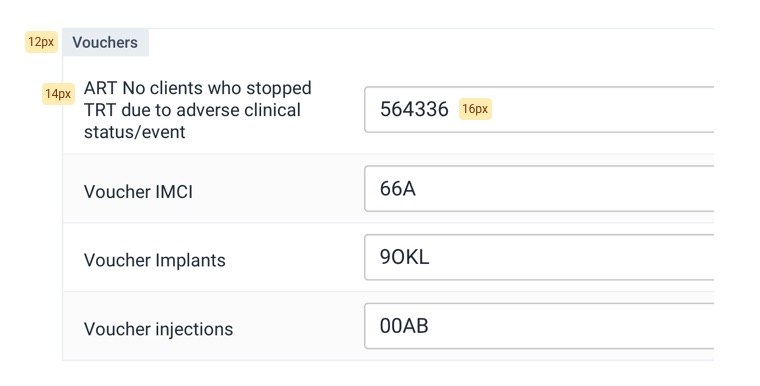 12px Vouchers
ART No clients who stopped
14px TRT due to adverse clinical
status/event
564336 16px
Voucher IMCI 66A
Voucher Implants 9OKL
Voucher injections 00AB